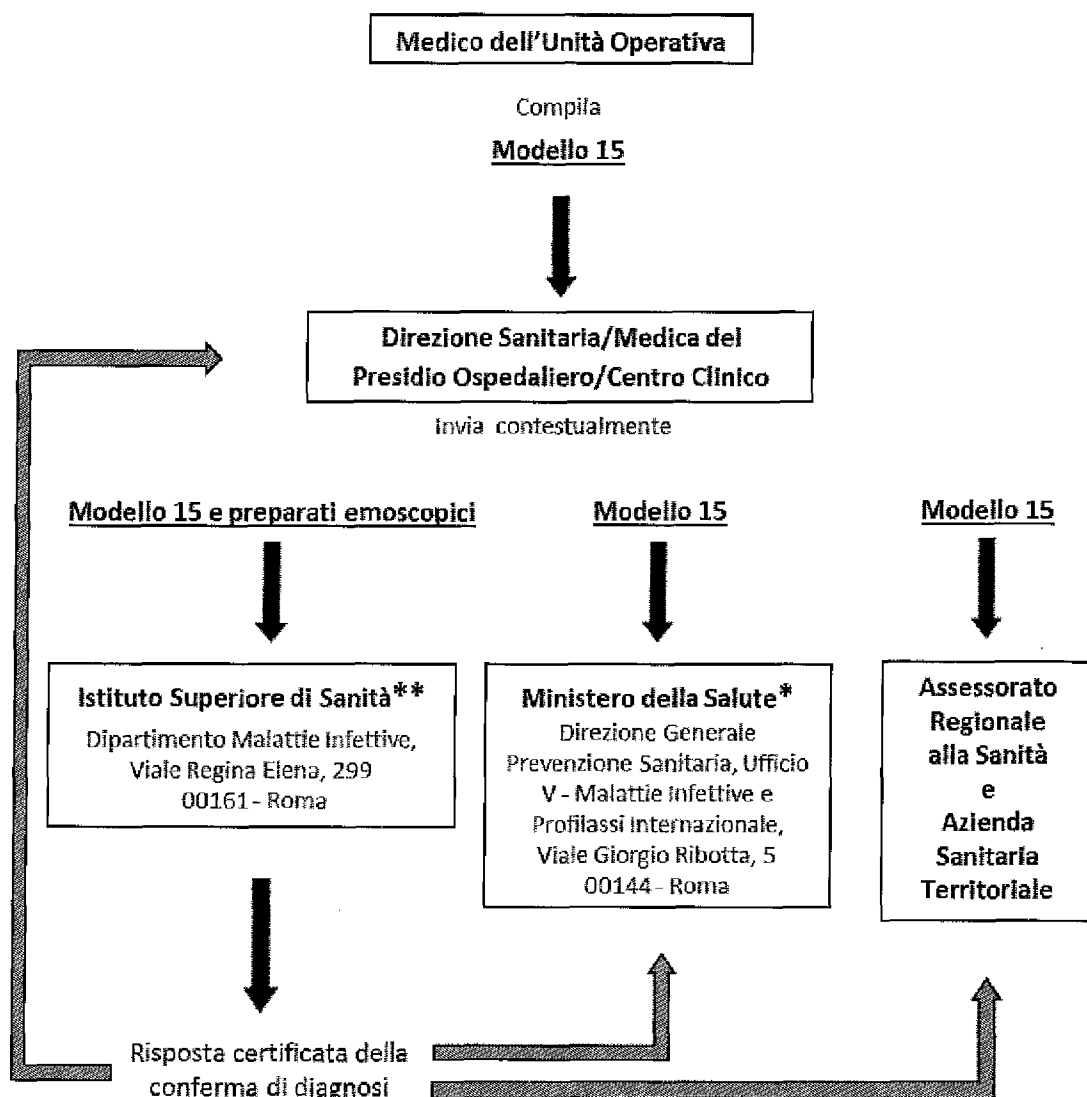 Medico dell'Unità Operativa
Compila
Modello 15
Direzione Sanitaria/Medica del
Presidio Ospedaliero/Centro Clinico
Invia contestualmente
Modello 15 e preparati emoscopici
Modello 15
Modello 15
Istituto Superiore di Sanità**
Dipartimento Malattie Infettive,
Viale Regina Elena, 299
00161 - Roma
Ministero della Salute*
Direzione Generale
Prevenzione Sanitaria, Ufficio
V - Malattie Infettive e
Profilassi Internazionale,
Viale Giorgio Ribotta, 5
00144 - Roma
Assessorato
Regionale
alla Sanità
e
Azienda
Sanitaria
Territoriale
Risposta certificata della
conferma di diagnosi